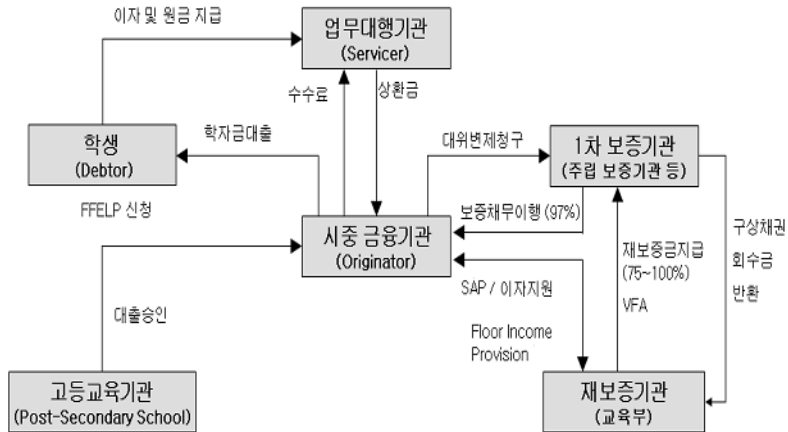 이자 및 원금 지급
업무대행기관
(Servicer)
수수료
상환금
학자금대출
대위변제청구
학생
(Debtor)
1차 보증기관
(주립 보증기관 등)
FFELP 신청
시중 금융기관
(Originator)
보증채무이행 (97%)
구상채권
회수금
반환
재보증금지급
(75~100%)
VFA
SAP / 이자지원
대출승인
Floor Income
Provision
고등교육기관
(Post-Secondary School)
재보증기관
(교육부)